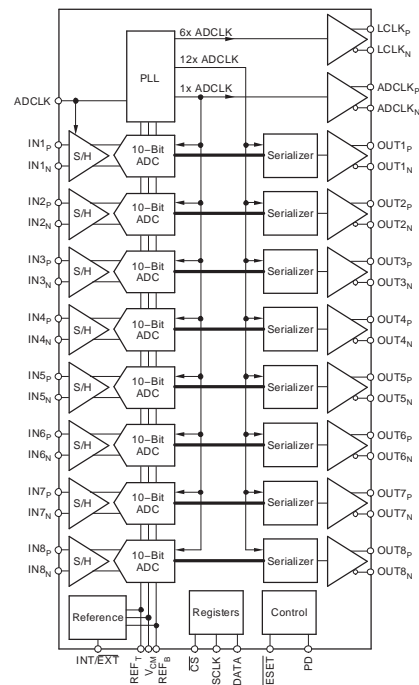 6x ADCLK
LCLKP
LCLKN
12x ADCLK
PLL
1x ADCLK
ADCLKP
ADCLKN
ADCLK
IN1P S/H 10-Bit ADC Serializer OUT1P
IN1N OUT1N
IN2P S/H 10-Bit ADC Serializer OUT2P
IN2N OUT2N
IN3P S/H 10-Bit ADC Serializer OUT3P
IN3N OUT3N
IN4P S/H 10-Bit ADC Serializer OUT4P
IN4N OUT4N
IN5P S/H 10-Bit ADC Serializer OUT5P
IN5N OUT5N
IN6P S/H 10-Bit ADC Serializer OUT6P
IN6N OUT6N
IN7P S/H 10-Bit ADC Serializer OUT7P
IN7N OUT7N
IN8P S/H 10-Bit ADC Serializer OUT8P
IN8N OUT8N
Reference Registers Control
INT/EXT REFT VCM REFB CS SCLK DATA ESET PD